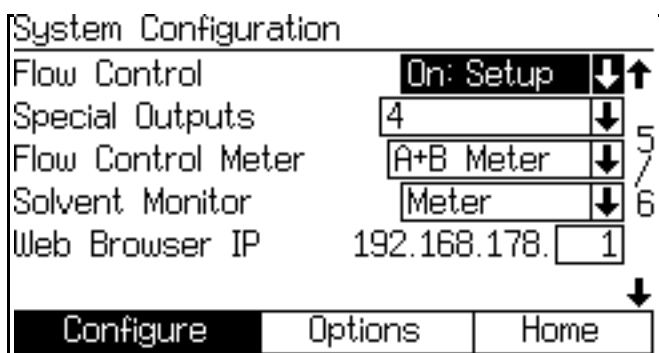 System Configuration
Flow Control On: Setup
Special Outputs 4
Flow Control Meter A+B Meter
Solvent Monitor Meter
Web Browser IP 192.168.178. 1
5/6
Configure Options Home